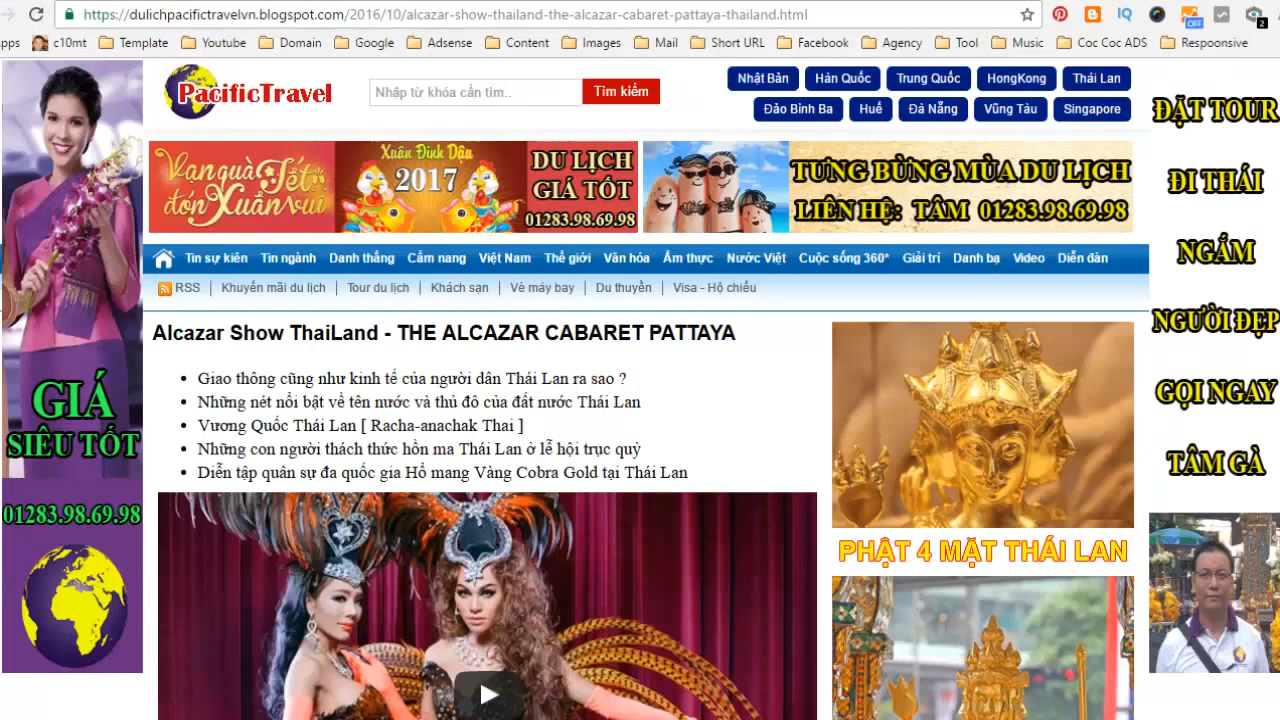 https://dulichpacifictravelvn.blogspot.com/2016/10/alcazar-show-thailand-the-alcazar-cabaret-pattaya-thailand.html
IQ
OFF
2
pps c10mt Template Youtube Domain Google Adsense Content Images Mail Short URL Facebook Agency Tool Music Coc Coc ADS Respoonsive
PacificTravel
Nhập từ khóa cần tìm..
Tìm kiếm
Nhật Bản Hàn Quốc Trung Quốc HongKong Thái Lan
Đảo Bình Ba Huế Đà Nẵng Vũng Tàu Singapore
Vạn quà Tết
đón Xuân vui
Xuân Đinh Dậu
2017
DU LỊCH
GIÁ TỐT
01283.98.69.98
TƯNG BỪNG MÙA DU LỊCH
LIÊN HỆ: TÂM 01283.98.69.98
Tin sự kiên Tin ngành Danh thắng Cẩm nang Việt Nam Thế giới Văn hóa Ẩm thực Nước Việt Cuộc sống 360* Giải trí Danh bạ Video Diễn đàn
RSS Khuyến mãi du lịch Tour du lịch Khách sạn Vé máy bay Du thuyền Visa - Hộ chiếu
Alcazar Show ThaiLand - THE ALCAZAR CABARET PATTAYA
Giao thông cũng như kinh tế của người dân Thái Lan ra sao ?
Những nét nổi bật về tên nước và thủ đô của đất nước Thái Lan
Vương Quốc Thái Lan [ Racha-anachak Thai ]
Những con người thách thức hồn ma Thái Lan ở lễ hội trục quỷ
Diễn tập quân sự đa quốc gia Hổ mang Vàng Cobra Gold tại Thái Lan
GIÁ
SIÊU TỐT
01283.98.69.98
PHẬT 4 MẶT THÁI LAN
ĐẶT TOUR
ĐI THÁI
NGẮM
NGƯỜI ĐẸP
GỌI NGAY
TÂM GÀ